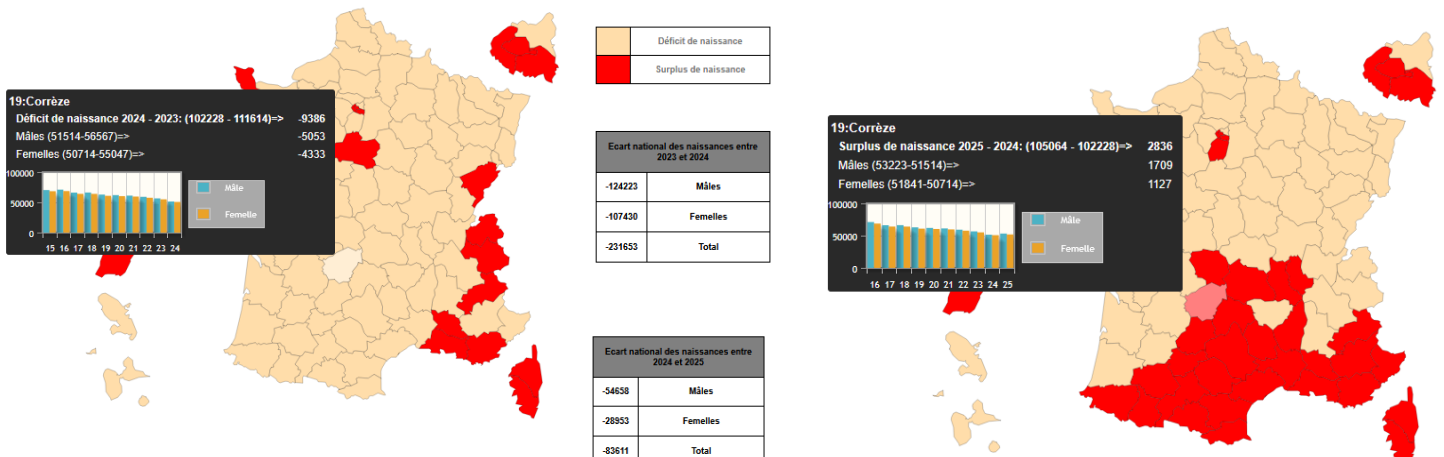 19:Corrèze
Déficit de naissance 2024 - 2023: (102228 - 111614)=> -9386
Mâles (51514-56567)=> -5053
Femelles (50714-55047)=> -4333
100000
50000
0
15 16 17 18 19 20 21 22 23 24
Mâle
Femelle
Déficit de naissance
Surplus de naissance
Ecart national des naissances entre
2023 et 2024
-124223 Mâles
-107430 Femelles
-231653 Total
Ecart national des naissances entre
2024 et 2025
-54658 Mâles
-28953 Femelles
-83611 Total
19:Corrèze
Surplus de naissance 2025 - 2024: (105064 - 102228)=> 2836
Mâles (53223-51514)=> 1709
Femelles (51841-50714)=> 1127
100000
50000
0
16 17 18 19 20 21 22 23 24 25
Mâle
Femelle